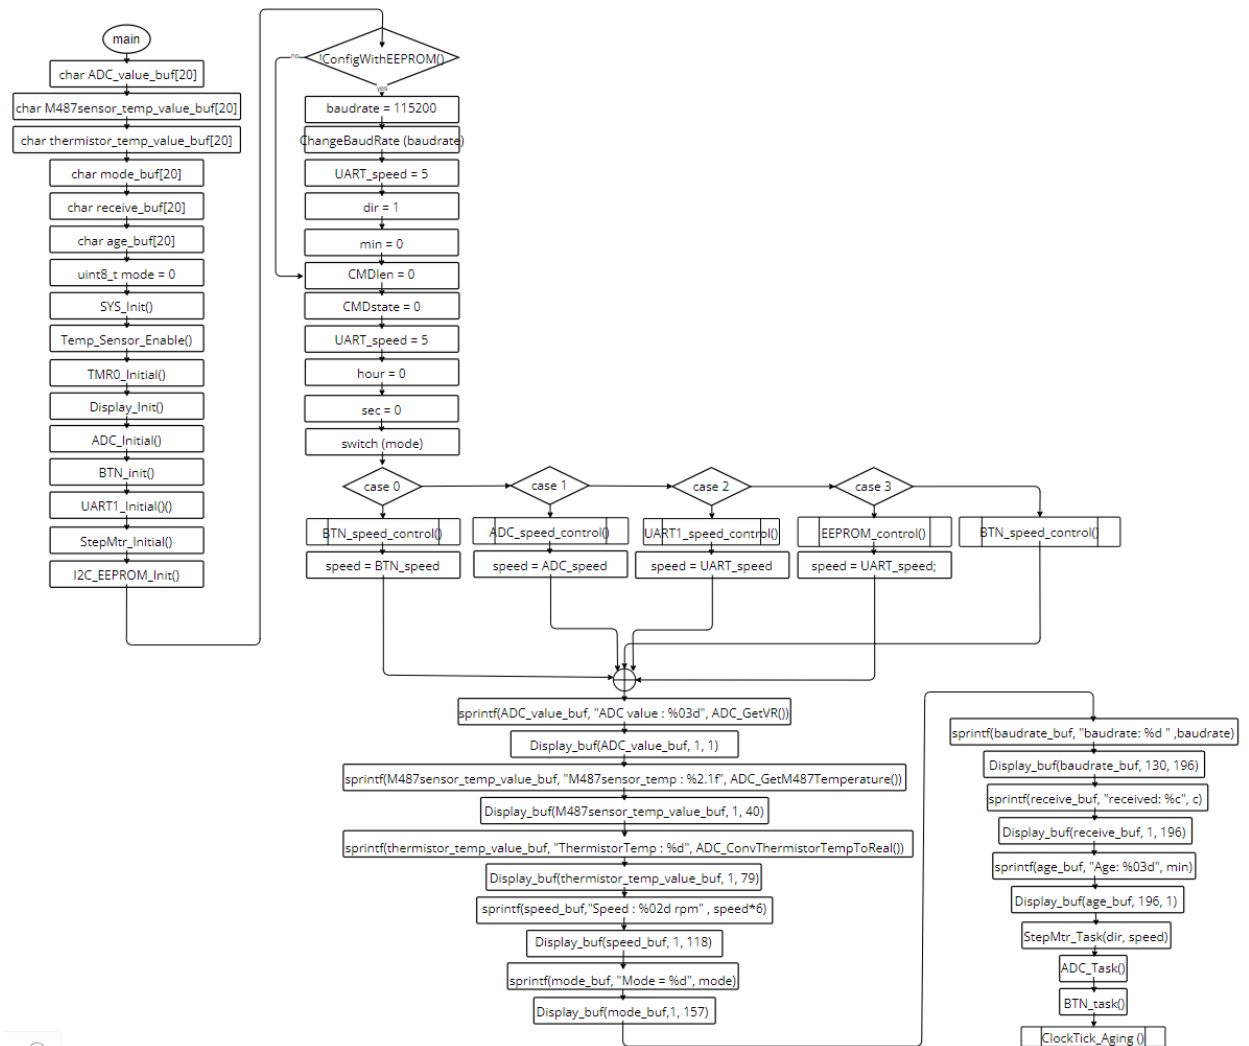 main
char ADC_value_buf[20]
char M487sensor_temp_value_buf[20]
char thermistor_temp_value_buf[20]
char mode_buf[20]
char receive_buf[20]
char age_buf[20]
uint8_t mode = 0
SYS_Init()
Temp_Sensor_Enable()
TMR0_Initial()
Display_Init()
ADC_Initial()
BTN_init()
UART1_Initial()()
StepMtr_Initial()
I2C_EEPROM_Init()
!ConfigWithEEPROM()
no
yes
baudrate = 115200
ChangeBaudRate (baudrate)
UART_speed = 5
dir = 1
min = 0
CMDlen = 0
CMDstate = 0
UART_speed = 5
hour = 0
sec = 0
switch (mode)
case 0
case 1
case 2
case 3
BTN_speed_control()
ADC_speed_control()
UART1_speed_control()
EEPROM_control()
BTN_speed_control()
speed = BTN_speed
speed = ADC_speed
speed = UART_speed
speed = UART_speed;
sprintf(ADC_value_buf, "ADC value : %03d", ADC_GetVR())
Display_buf(ADC_value_buf, 1, 1)
sprintf(M487sensor_temp_value_buf, "M487sensor_temp : %2.1f", ADC_GetM487Temperature())
Display_buf(M487sensor_temp_value_buf, 1, 40)
sprintf(thermistor_temp_value_buf, "ThermistorTemp : %d", ADC_ConvThermistorTempToReal())
Display_buf(thermistor_temp_value_buf, 1, 79)
sprintf(speed_buf,"Speed : %02d rpm" , speed*6)
Display_buf(speed_buf, 1, 118)
sprintf(mode_buf, "Mode = %d", mode)
Display_buf(mode_buf,1, 157)
sprintf(baudrate_buf, "baudrate: %d " ,baudrate)
Display_buf(baudrate_buf, 130, 196)
sprintf(receive_buf, "received: %c", c)
Display_buf(receive_buf, 1, 196)
sprintf(age_buf, "Age: %03d", min)
Display_buf(age_buf, 196, 1)
StepMtr_Task(dir, speed)
ADC_Task()
BTN_task()
ClockTick_Aging ()